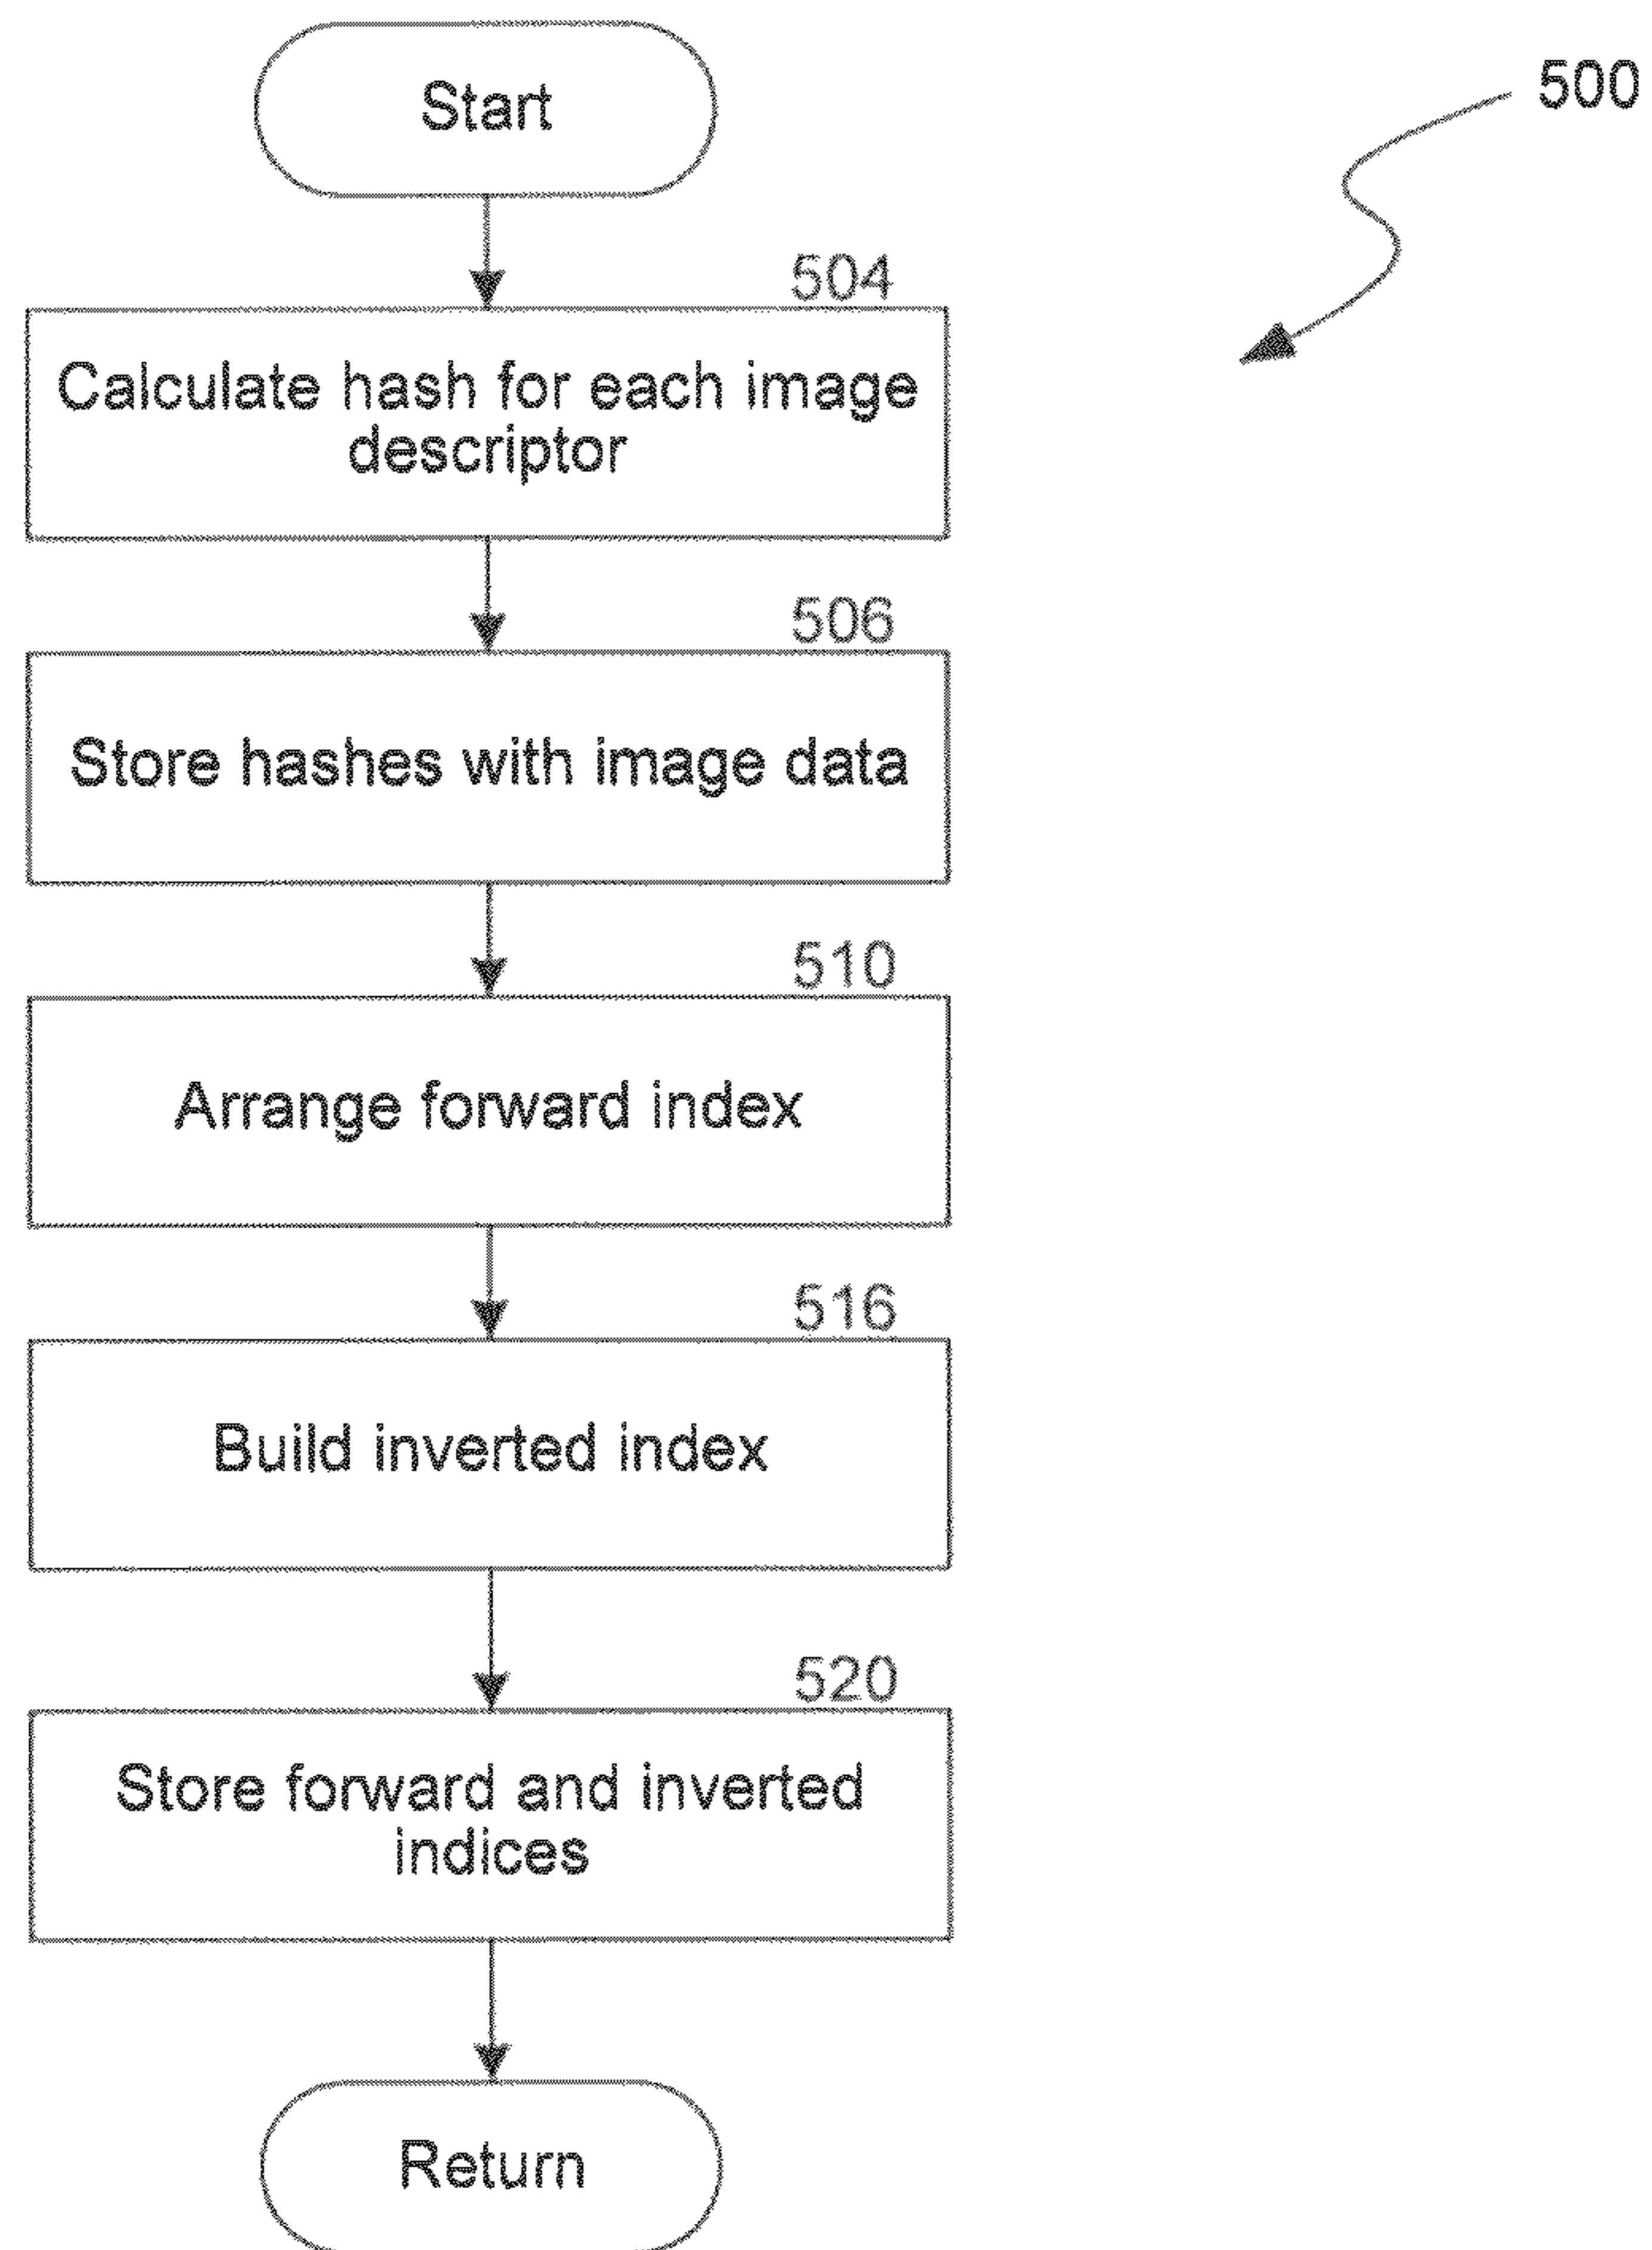 Start
500
504
Calculate hash for each image
descriptor
506
Store hashes with image data
510
Arrange forward index
516
Build inverted index
520
Store forward and inverted
indices
Return